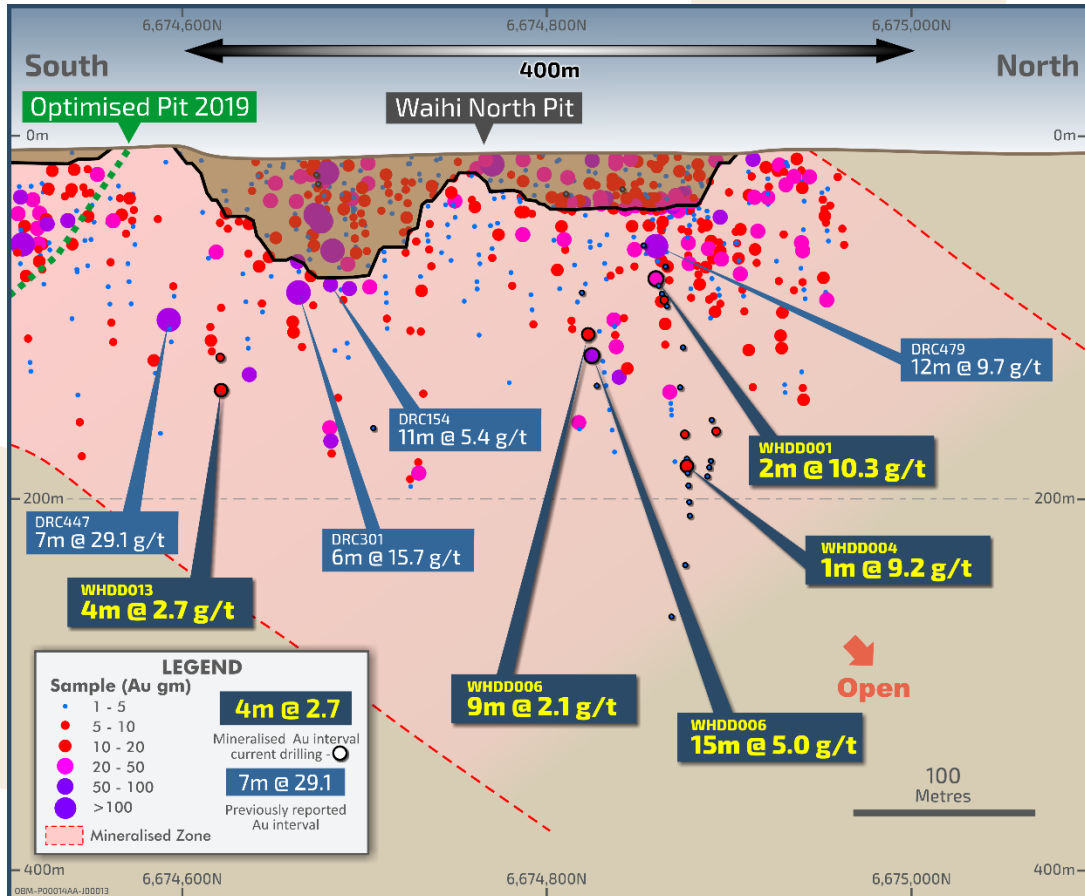 6,674,600N
6,674,800N
6,675,000N
400m
South
North
Optimised Pit 2019
Waihi North Pit
0m
0m
DRC479
12m @ 9.7 g/t
DRC154
11m @ 5.4 g/t
WHDD001
2m @ 10.3 g/t
200m
200m
DRC447
7m @ 29.1 g/t
DRC301
6m @ 15.7 g/t
WHDD004
1m @ 9.2 g/t
WHDD013
4m @ 2.7 g/t
WHDD006
9m @ 2.1 g/t
WHDD006
15m @ 5.0 g/t
Open
LEGEND
Sample (Au gm)
1 - 5
5 - 10
10 - 20
20 - 50
50 - 100
>100
Mineralised Zone
4m @ 2.7
Mineralised Au interval
current drilling -
7m @ 29.1
Previously reported
Au interval
100
Metres
400m
400m
OBM-P00014AA-J00013
6,674,600N
6,674,800N
6,675,000N